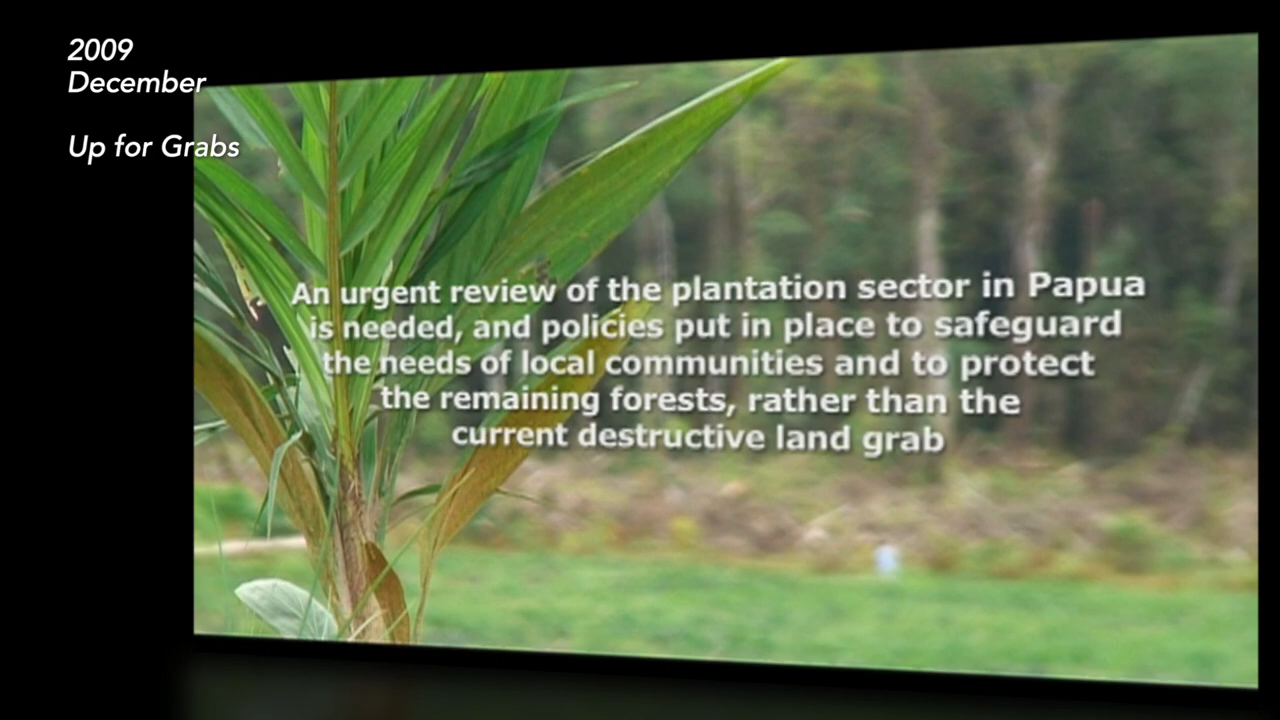 2009
December
Up for Grabs
An urgent review of the plantation sector in Papua
is needed, and policies put in place to safeguard
the needs of local communities and to protect
the remaining forests, rather than the
current destructive land grab